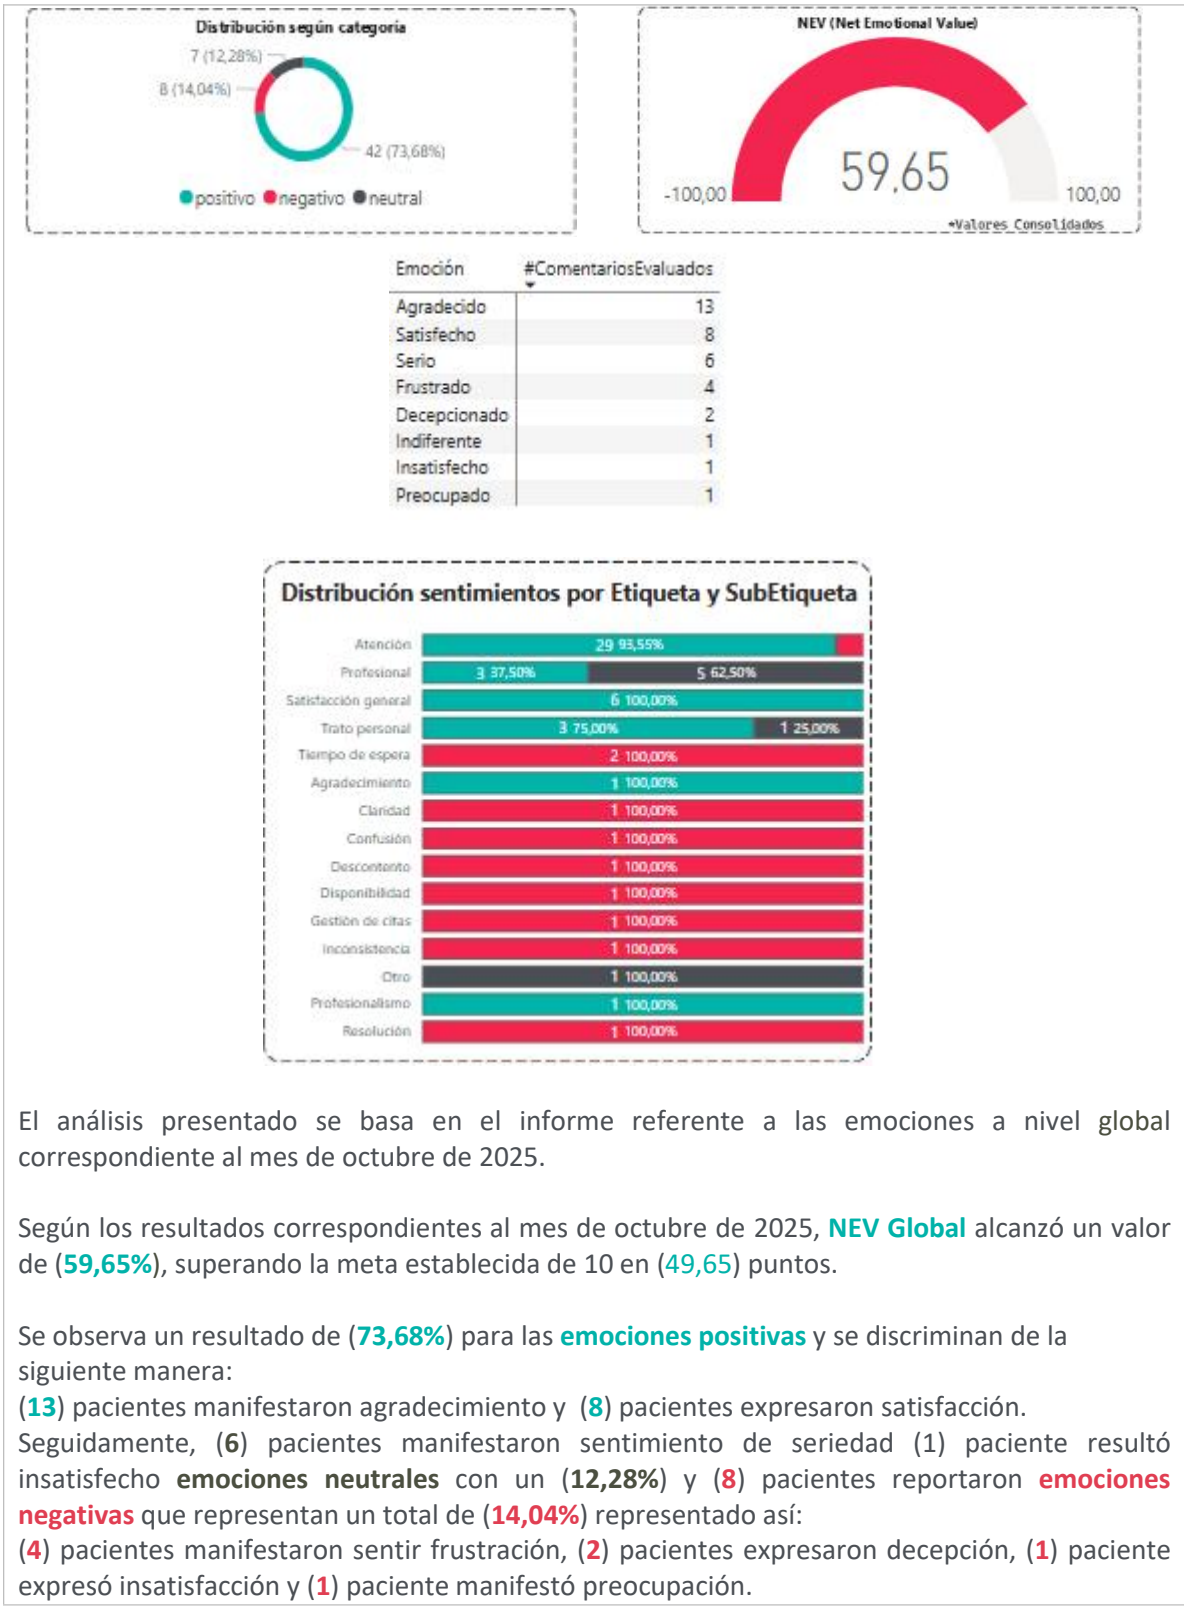 Distribución según categoria
7 (12,28%)
8 (14,04%)
42 (73,68%)
positivo negativo neutral
NEV (Net Emotional Value)
59,65
-100,00
100,00
*Valores Consolidados
Emoción #ComentariosEvaluados
Agradecido 13
Satisfecho 8
Serio 6
Frustrado 4
Decepcionado 2
Indiferente 1
Insatisfecho 1
Preocupado 1
Distribución sentimientos por Etiqueta y SubEtiqueta
Atención 29 93,55%
Profesional 3 37,50% 5 62,50%
Satisfacción general 6 100,00%
Trato personal 3 75,00% 1 25,00%
Tiempo de espera 2 100,00%
Agradecimiento 1 100,00%
Claridad 1 100,00%
Confusión 1 100,00%
Descontento 1 100,00%
Disponibilidad 1 100,00%
Gestión de citas 1 100,00%
Inconsistencia 1 100,00%
Otro 1 100,00%
Profesionalismo 1 100,00%
Resolución 1 100,00%
El análisis presentado se basa en el informe referente a las emociones a nivel global
correspondiente al mes de octubre de 2025.
Según los resultados correspondientes al mes de octubre de 2025, NEV Global alcanzó un valor
de (59,65%), superando la meta establecida de 10 en (49,65) puntos.
Se observa un resultado de (73,68%) para las emociones positivas y se discriminan de la
siguiente manera:
(13) pacientes manifestaron agradecimiento y (8) pacientes expresaron satisfacción.
Seguidamente, (6) pacientes manifestaron sentimiento de seriedad (1) paciente resultó
insatisfecho emociones neutrales con un (12,28%) y (8) pacientes reportaron emociones
negativas que representan un total de (14,04%) representado así:
(4) pacientes manifestaron sentir frustración, (2) pacientes expresaron decepción, (1) paciente
expresó insatisfacción y (1) paciente manifestó preocupación.